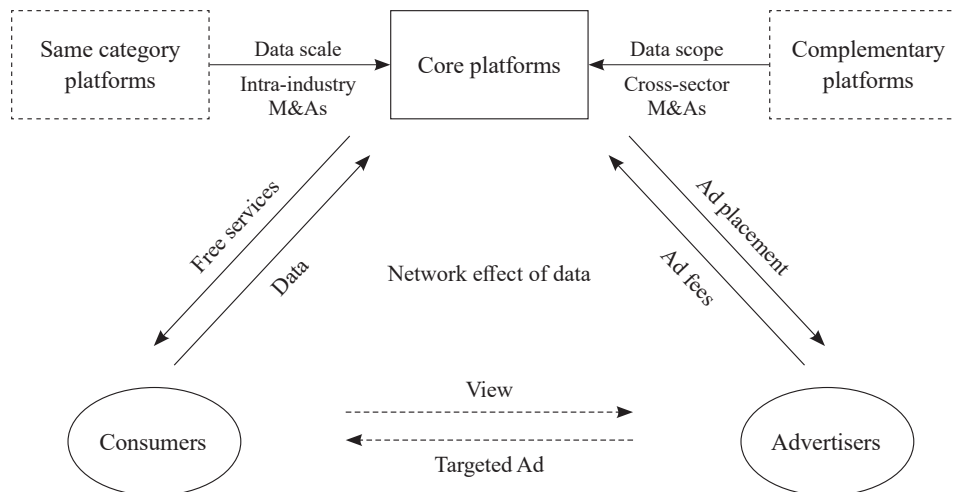 Same category
platforms
Data scale
Intra-industry
M&As
Core platforms
Data scope
Cross-sector
M&As
Complementary
platforms
Free services
Data
Network effect of data
Ad placement
Ad fees
Consumers
View
Targeted Ad
Advertisers